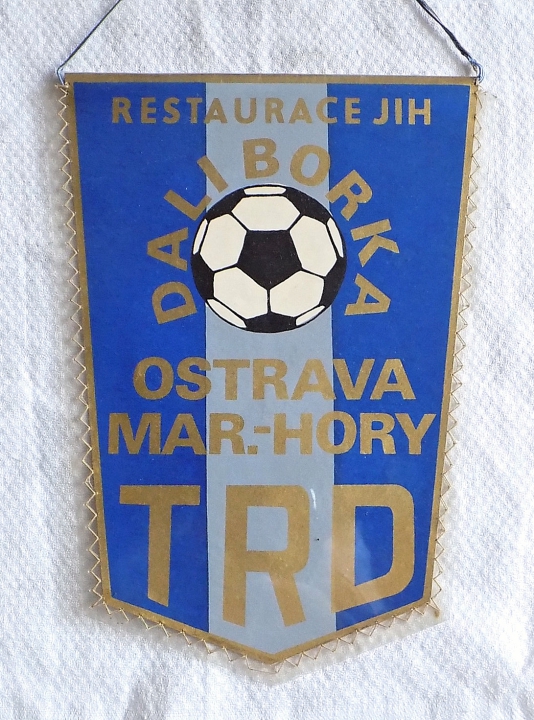 RESTAURACE JIH
DALIBORKA
OSTRAVA
MAR.-HORY
TRD